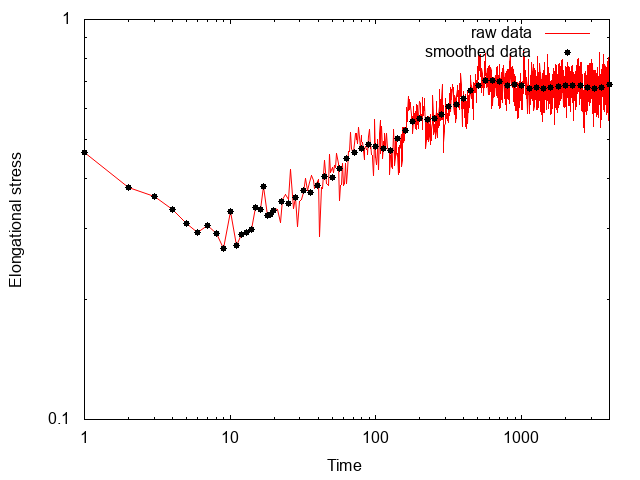 1
raw data
smoothed data
Elongational stress
0.1
1 10 100 1000
Time